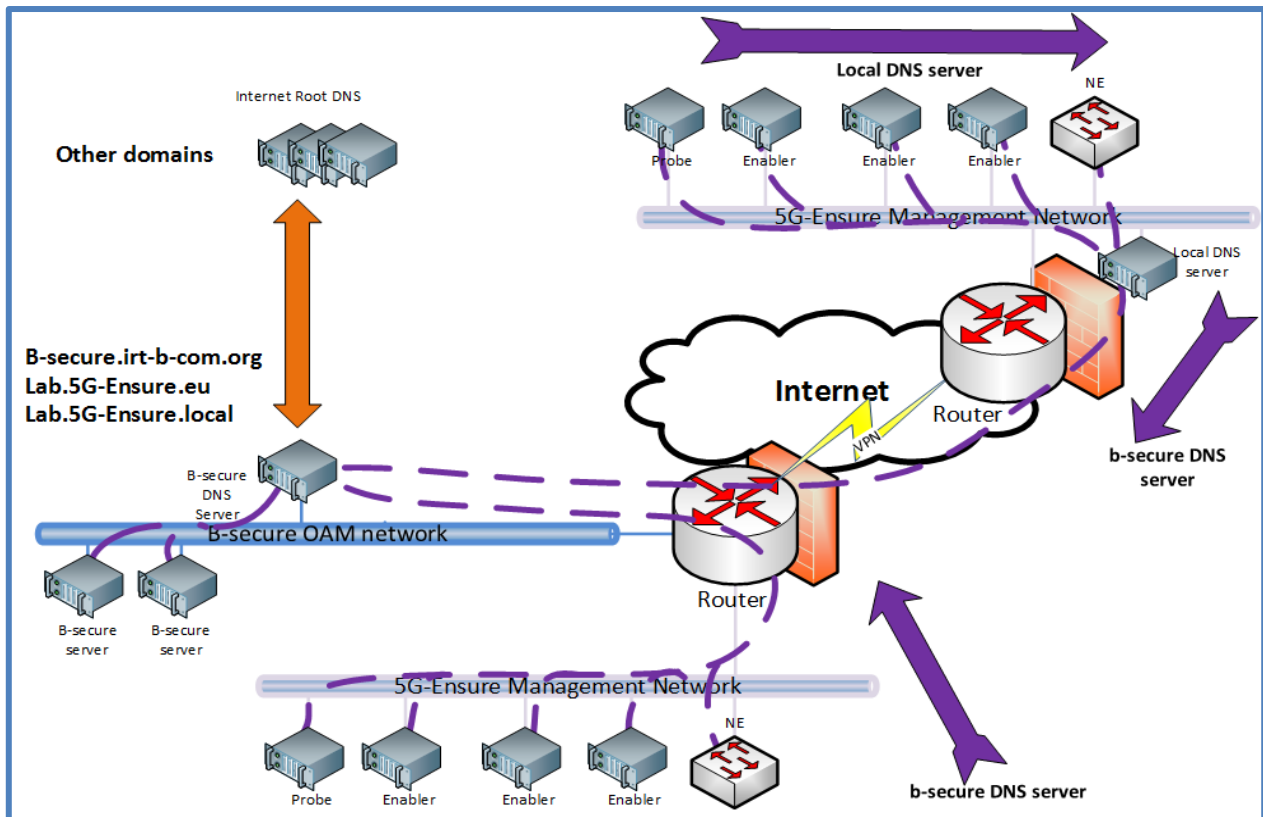 Local DNS server
NE
Internet Root DNS
Other domains
Probe
Enabler
Enabler
Enabler
5G-Ensure Management Network
Local DNS
server
B-secure.irt-b-com.org
Lab.5G-Ensure.eu
Lab.5G-Ensure.local
Internet
Router
VPN
b-secure DNS
server
B-secure
DNS
Server
B-secure OAM network
Router
B-secure
server
B-secure
server
5G-Ensure Management Network
NE
Probe
Enabler
Enabler
Enabler
b-secure DNS server